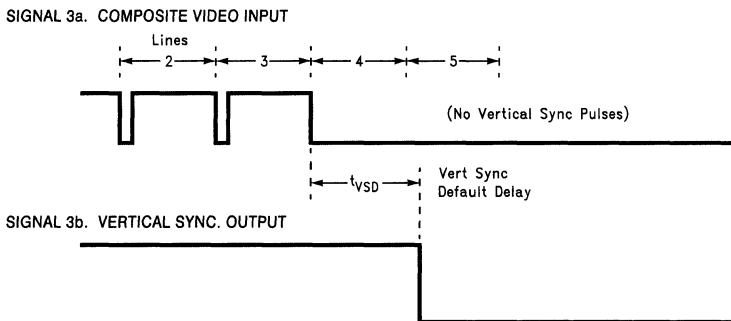 SIGNAL 3a. COMPOSITE VIDEO INPUT
Lines
2 3 4 5
(No Vertical Sync Pulses)
tVSD
Vert Sync
Default Delay
SIGNAL 3b. VERTICAL SYNC. OUTPUT